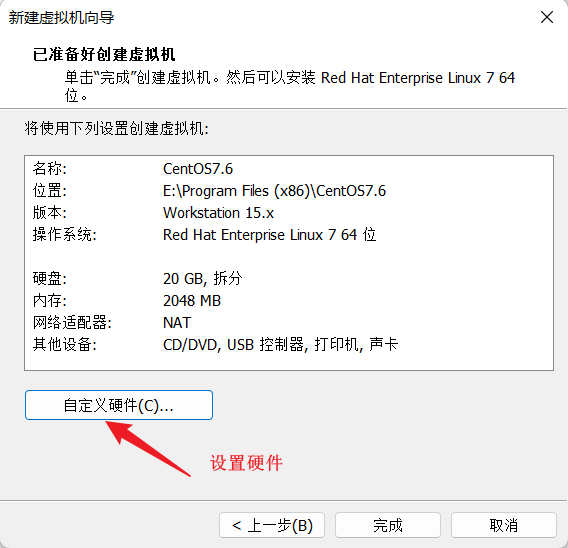 新建虚拟机向导
已准备好创建虚拟机
单击“完成”创建虚拟机。然后可以安装 Red Hat Enterprise Linux 7 64
位。
将使用下列设置创建虚拟机:
名称: CentOS7.6
位置: E:\Program Files (x86)\CentOS7.6
版本: Workstation 15.x
操作系统: Red Hat Enterprise Linux 7 64 位
硬盘: 20 GB, 拆分
内存: 2048 MB
网络适配器: NAT
其他设备: CD/DVD, USB 控制器, 打印机, 声卡
自定义硬件(C)...
设置硬件
< 上一步(B) 完成 取消